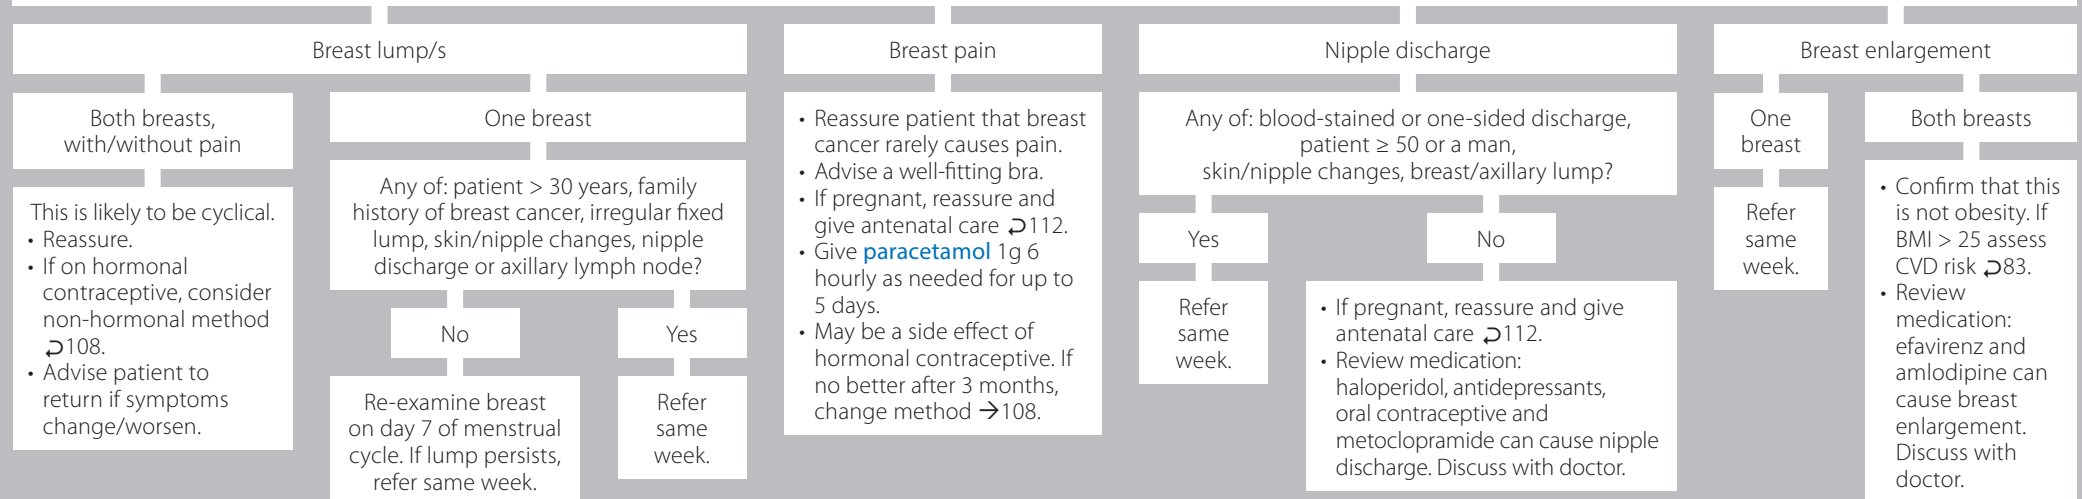 Breast lump/s
Both breasts,
with/without pain
This is likely to be cyclical.
• Reassure.
• If on hormonal
contraceptive, consider
non-hormonal method
⮌108.
• Advise patient to
return if symptoms
change/worsen.
One breast
Any of: patient > 30 years, family
history of breast cancer, irregular fixed
lump, skin/nipple changes, nipple
discharge or axillary lymph node?
No
Re-examine breast
on day 7 of menstrual
cycle. If lump persists,
refer same week.
Yes
Refer
same
week.
Breast pain
• Reassure patient that breast
cancer rarely causes pain.
• Advise a well-fitting bra.
• If pregnant, reassure and
give antenatal care ⮌112.
• Give paracetamol 1g 6
hourly as needed for up to
5 days.
• May be a side effect of
hormonal contraceptive. If
no better after 3 months,
change method →108.
Nipple discharge
Any of: blood-stained or one-sided discharge,
patient ≥ 50 or a man,
skin/nipple changes, breast/axillary lump?
Yes
Refer
same
week.
No
• If pregnant, reassure and give
antenatal care ⮌112.
• Review medication:
haloperidol, antidepressants,
oral contraceptive and
metoclopramide can cause nipple
discharge. Discuss with doctor.
Breast enlargement
One
breast
Refer
same
week.
Both breasts
• Confirm that this
is not obesity. If
BMI > 25 assess
CVD risk ⮌83.
• Review
medication:
efavirenz and
amlodipine can
cause breast
enlargement.
Discuss with
doctor.